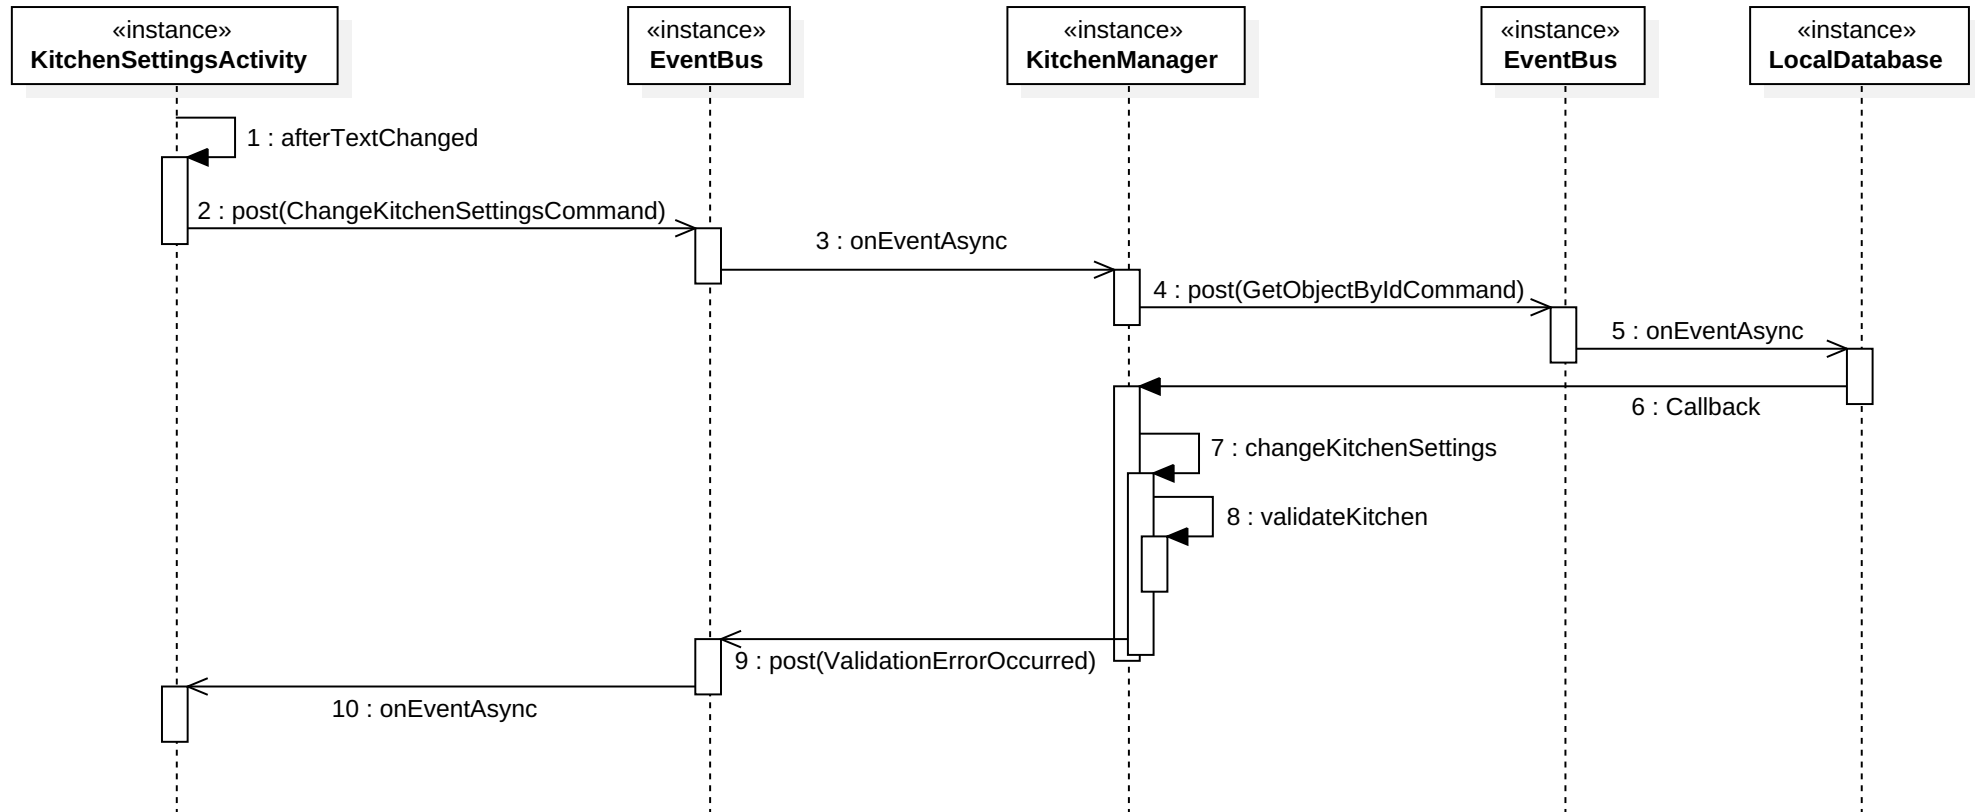 «instance»
KitchenSettingsActivity
«instance»
EventBus
«instance»
KitchenManager
«instance»
EventBus
«instance»
LocalDatabase
1 : afterTextChanged
2 : post(ChangeKitchenSettingsCommand)
3 : onEventAsync
4 : post(GetObjectByIdCommand)
5 : onEventAsync
6 : Callback
7 : changeKitchenSettings
8 : validateKitchen
9 : post(ValidationErrorOccurred)
10 : onEventAsync